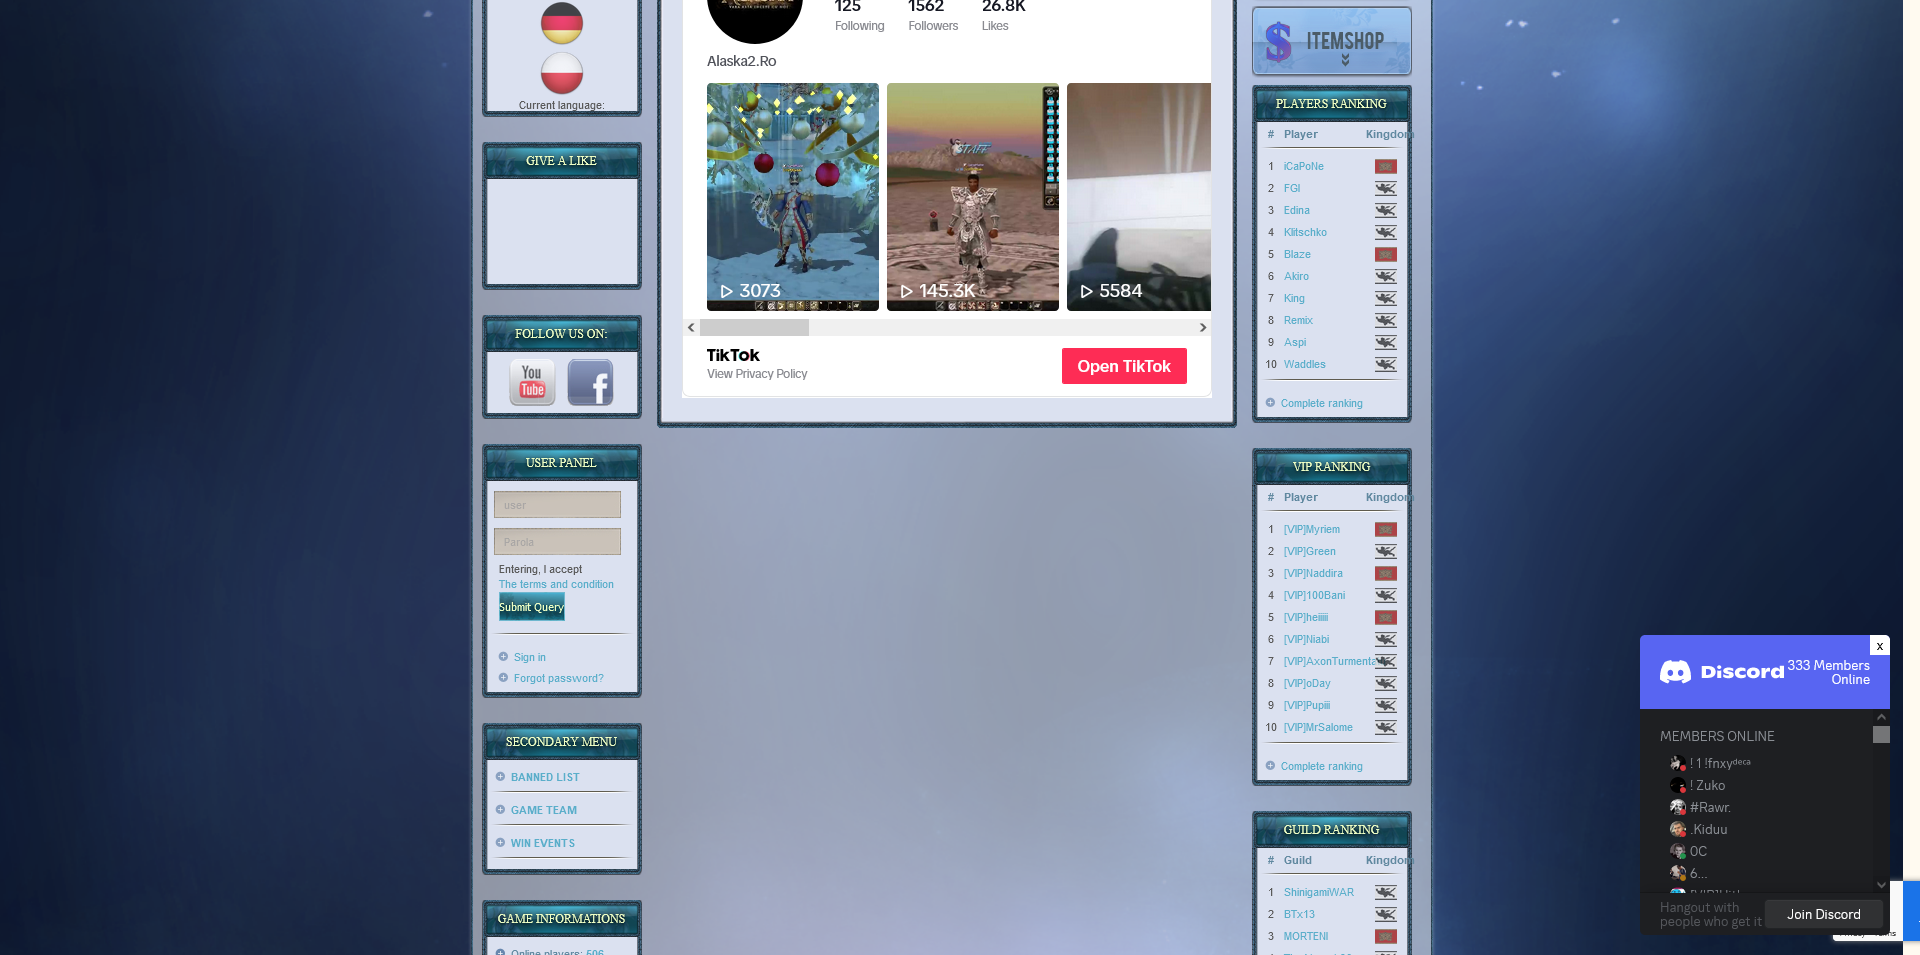 Current language:
GIVE A LIKE
FOLLOW US ON:
You
Tube
f
USER PANEL
user
Parola
Entering, I accept
The terms and condition
Submit Query
Sign in
Forgot password?
SECONDARY MENU
BANNED LIST
GAME TEAM
WIN EVENTS
GAME INFORMATIONS
Online players: 506
125 1562 26.8K
Following Followers Likes
Alaska2.Ro
STAFF
3073
145.3K
5584
TikTok
View Privacy Policy
Open TikTok
$ ITEMSHOP
PLAYERS RANKING
# Player Kingdom
1 iCaPoNe
2 FGI
3 Edina
4 Klitschko
5 Blaze
6 Akiro
7 King
8 Remix
9 Aspi
10 Waddles
Complete ranking
VIP RANKING
# Player Kingdom
1 [VIP]Myriem
2 [VIP]Green
3 [VIP]Naddira
4 [VIP]100Bani
5 [VIP]heiiiii
6 [VIP]Niabi
7 [VIP]AxonTurmenta
8 [VIP]oDay
9 [VIP]Pupiii
10 [VIP]MrSalome
Complete ranking
GUILD RANKING
# Guild Kingdom
1 ShinigamiWAR
2 BTx13
3 MORTENI
x
Discord 333 Members
Online
MEMBERS ONLINE
! 1 !fnxyᵈᵉᶜᵃ
! Zuko
#Rawr.
.Kiduu
0C
6...
Hangout with
people who get it
Join Discord